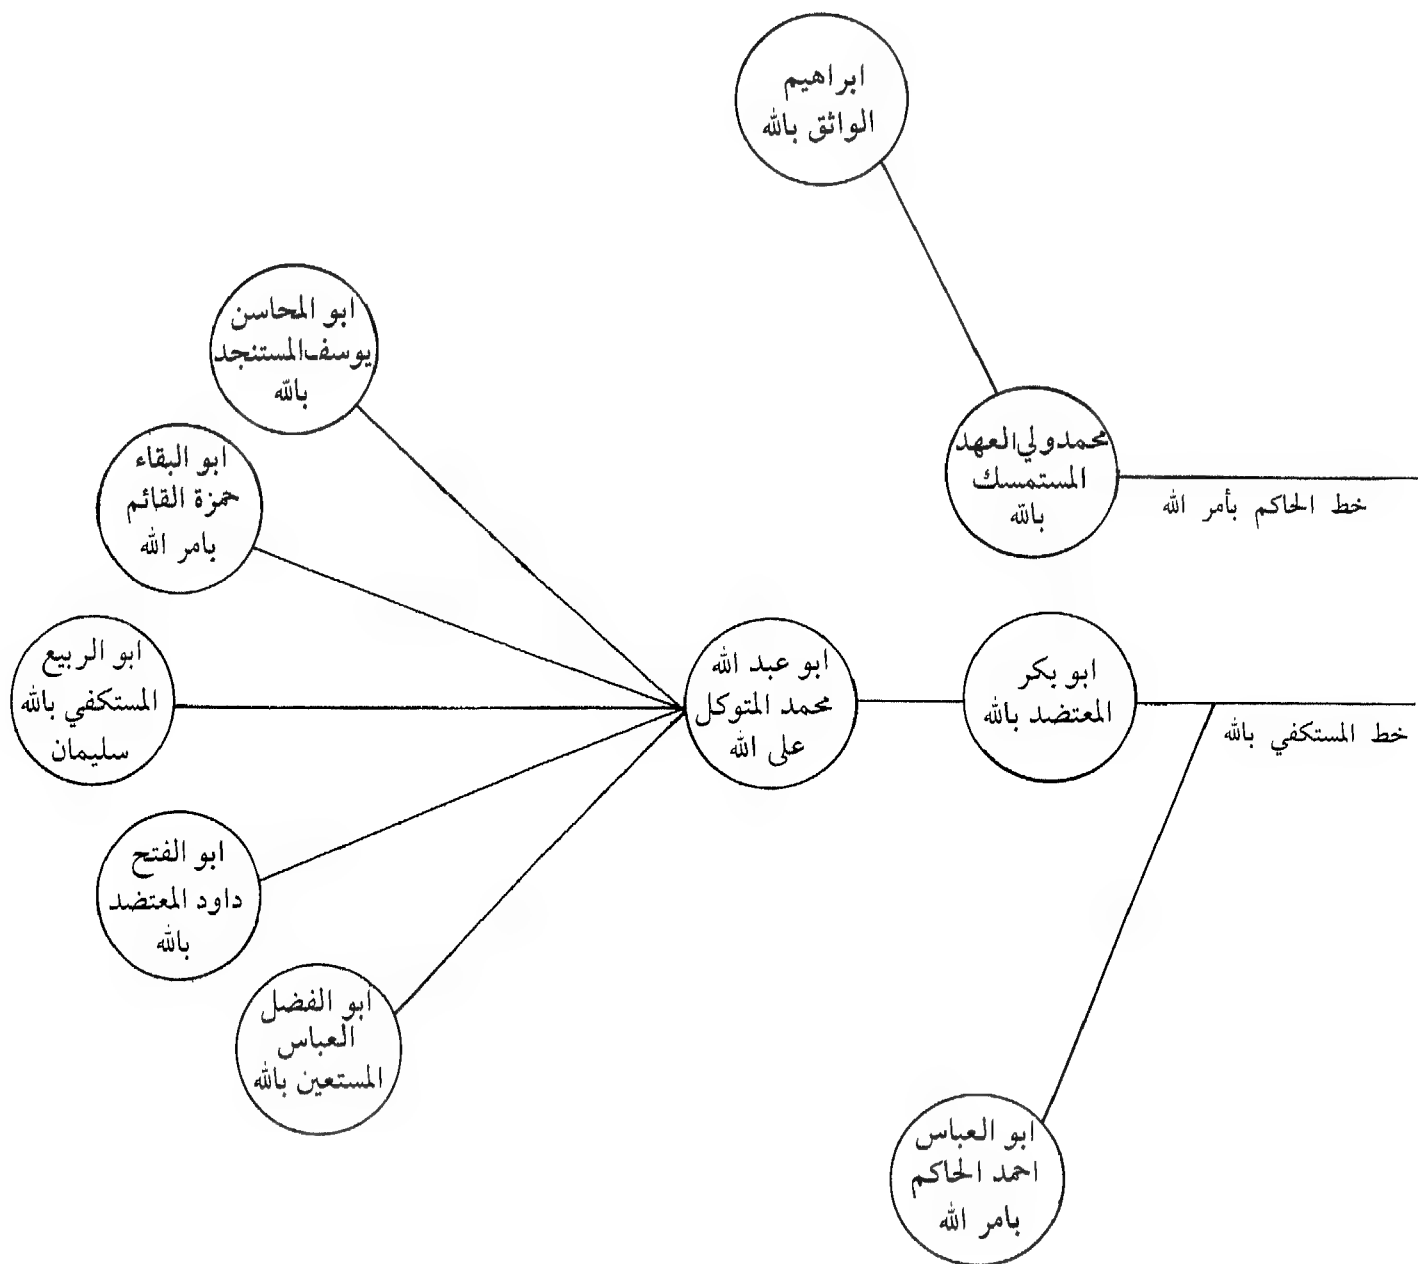 ابراهيم
الواثق بالله
محمد ولي العهد
المستمسك
بالله
خط الحاكم بأمر الله
ابو بكر
المعتضد بالله
خط المستكفي بالله
ابو عبد الله
محمد المتوكل
على الله
ابو المحاسن
يوسف المستنجد
بالله
ابو البقاء
حمزة القائم
بامر الله
ابو الربيع
المستكفي بالله
سليمان
ابو الفتح
داود المعتضد
بالله
ابو الفضل
العباس
المستعين بالله
ابو العباس
احمد الحاكم
بامر الله